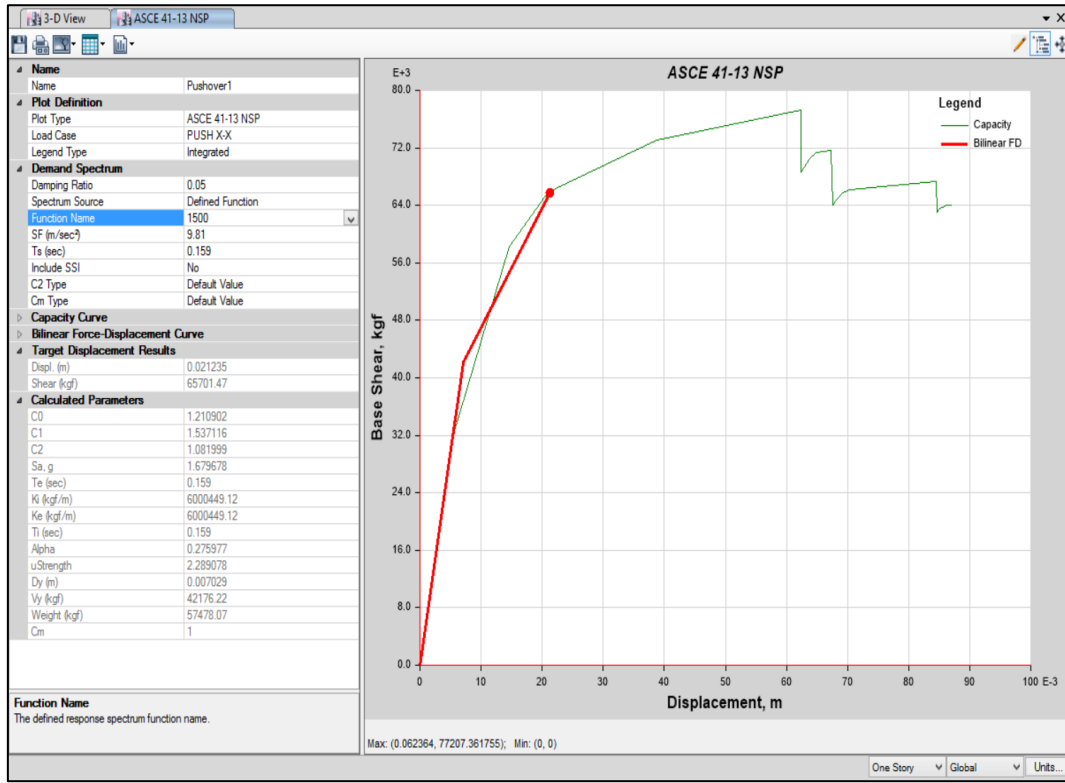 3-D View
ASCE 41-13 NSP
Name
Name Pushover1
Plot Definition
Plot Type ASCE 41-13 NSP
Load Case PUSH X-X
Legend Type Integrated
Demand Spectrum
Damping Ratio 0.05
Spectrum Source Defined Function
Function Name 1500
SF (m/sec²) 9.81
Ts (sec) 0.159
Include SSI No
C2 Type Default Value
Cm Type Default Value
Capacity Curve
Bilinear Force-Displacement Curve
Target Displacement Results
Displ. (m) 0.021235
Shear (kgf) 65701.47
Calculated Parameters
C0 1.210902
C1 1.537116
C2 1.081999
Sa, g 1.679678
Te (sec) 0.159
Ki (kgf/m) 6000449.12
Ke (kgf/m) 6000449.12
Ti (sec) 0.159
Alpha 0.275977
uStrength 2.289078
Dy (m) 0.007029
Vy (kgf) 42176.22
Weight (kgf) 57478.07
Cm 1
Function Name
The defined response spectrum function name.
E+3
ASCE 41-13 NSP
Legend
Capacity
Bilinear FD
80.0
72.0
64.0
56.0
48.0
40.0
32.0
24.0
16.0
8.0
0.0
Base Shear, kgf
0 10 20 30 40 50 60 70 80 90 100 E-3
Displacement, m
Max: (0.062364, 77207.361755); Min: (0, 0)
One Story Global Units...